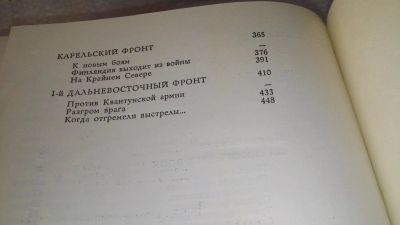 КАРЕЛЬСКИЙ ФРОНТ 365
К новым боям —
Финляндия выходит из войны 376
На Крайнем Севере 391
1-й ДАЛЬНЕВОСТОЧНЫЙ ФРОНТ 410
Против Квантунской армии —
Разгром врага 433
Когда отгремели выстрелы... 448